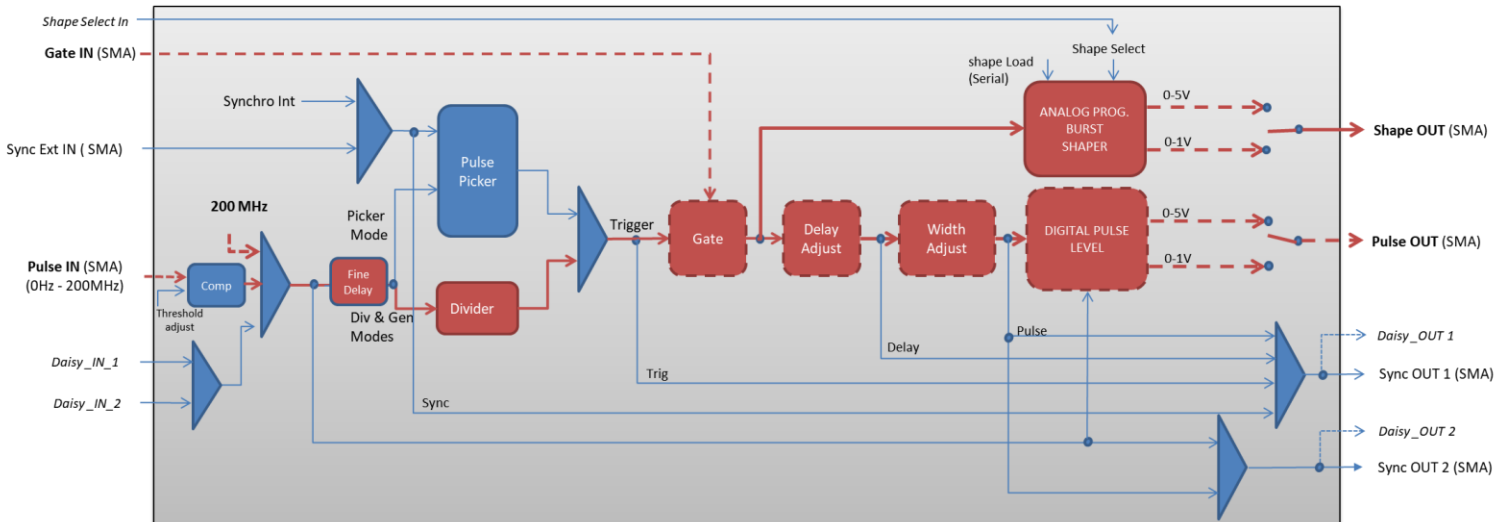 Shape Select In
Gate IN (SMA)
Shape Select
shape Load
(Serial)
Synchro Int
Sync Ext IN ( SMA)
Pulse
Picker
ANALOG PROG.
BURST
SHAPER
0-5V
0-1V
Shape OUT (SMA)
200 MHz
Picker
Mode
Trigger
Gate
Delay
Adjust
Width
Adjust
DIGITAL PULSE
LEVEL
0-5V
0-1V
Pulse OUT (SMA)
Pulse IN (SMA)
(0Hz - 200MHz)
Comp
Threshold
adjust
Fine
Delay
Div & Gen
Modes
Divider
Daisy_IN_1
Daisy_IN_2
Pulse
Delay
Trig
Sync
Daisy_OUT 1
Sync OUT 1 (SMA)
Daisy_OUT 2
Sync OUT 2 (SMA)